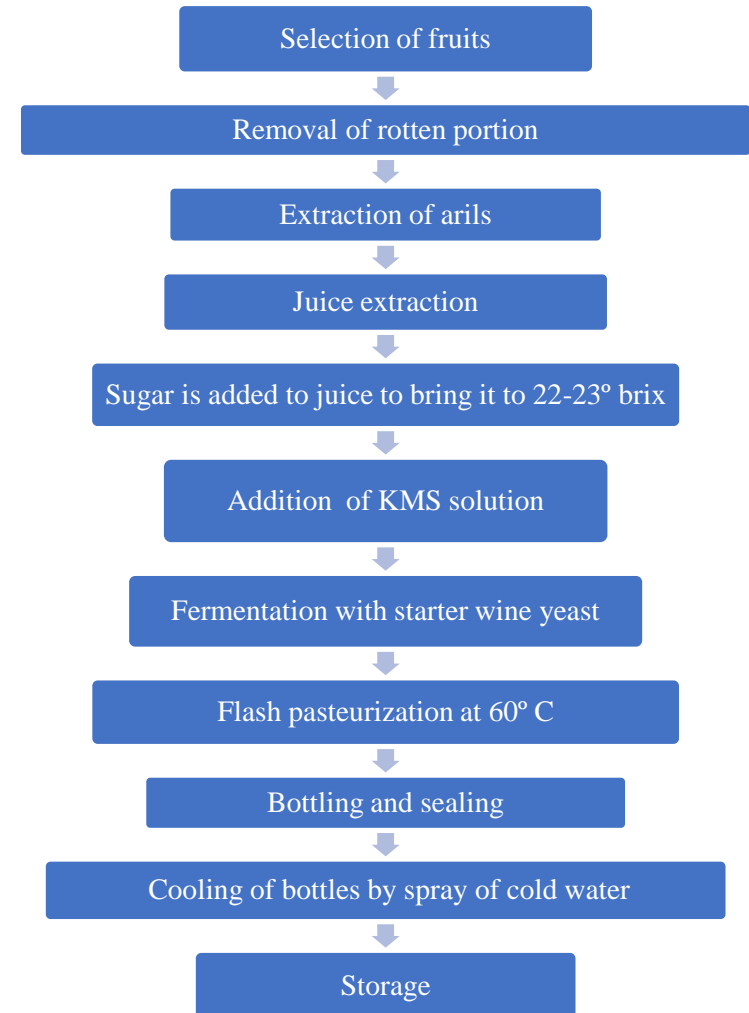 Selection of fruits
Removal of rotten portion
Extraction of arils
Juice extraction
Sugar is added to juice to bring it to 22-23º brix
Addition  of KMS solution
Fermentation with starter wine yeast
Flash pasteurization at 60º C
Bottling and sealing
Cooling of bottles by spray of cold water
Storage